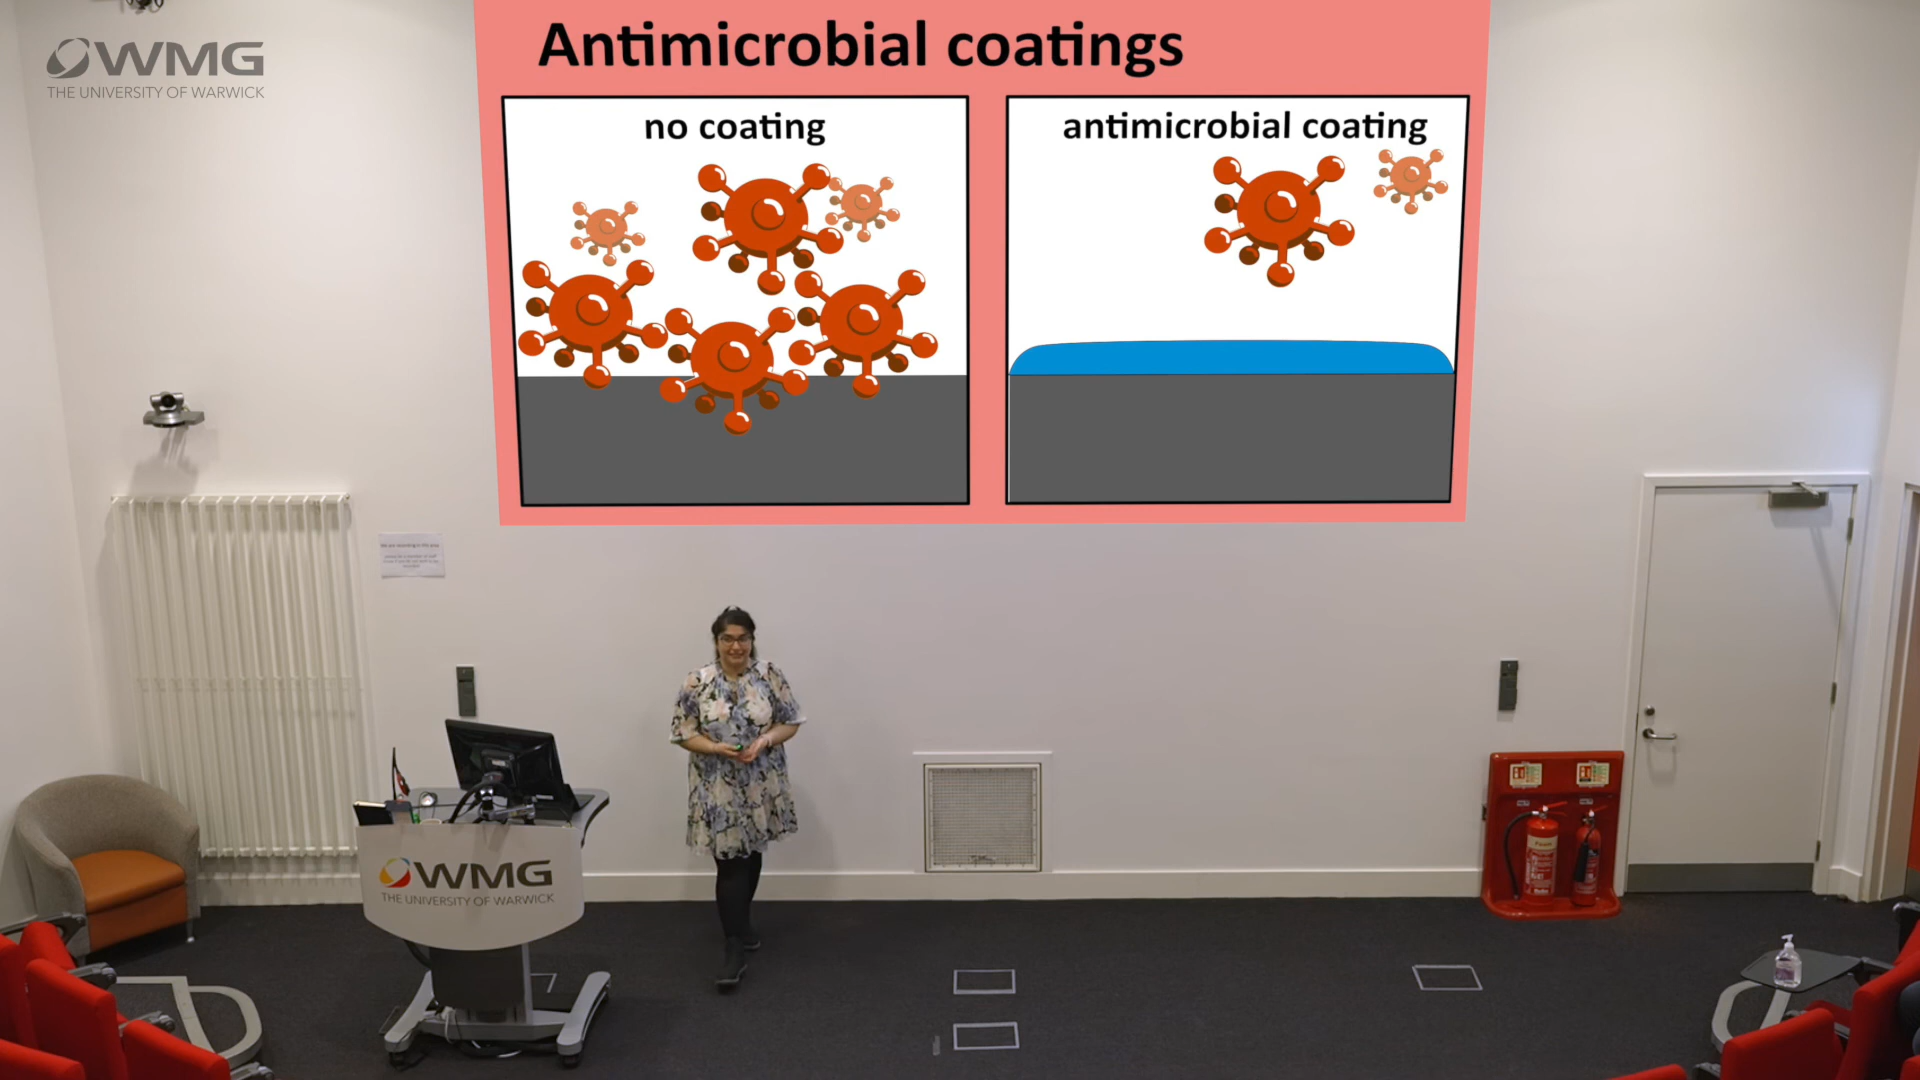 WMG
THE UNIVERSITY OF WARWICK
Antimicrobial coatings
no coating
antimicrobial coating
WMG
THE UNIVERSITY OF WARWICK